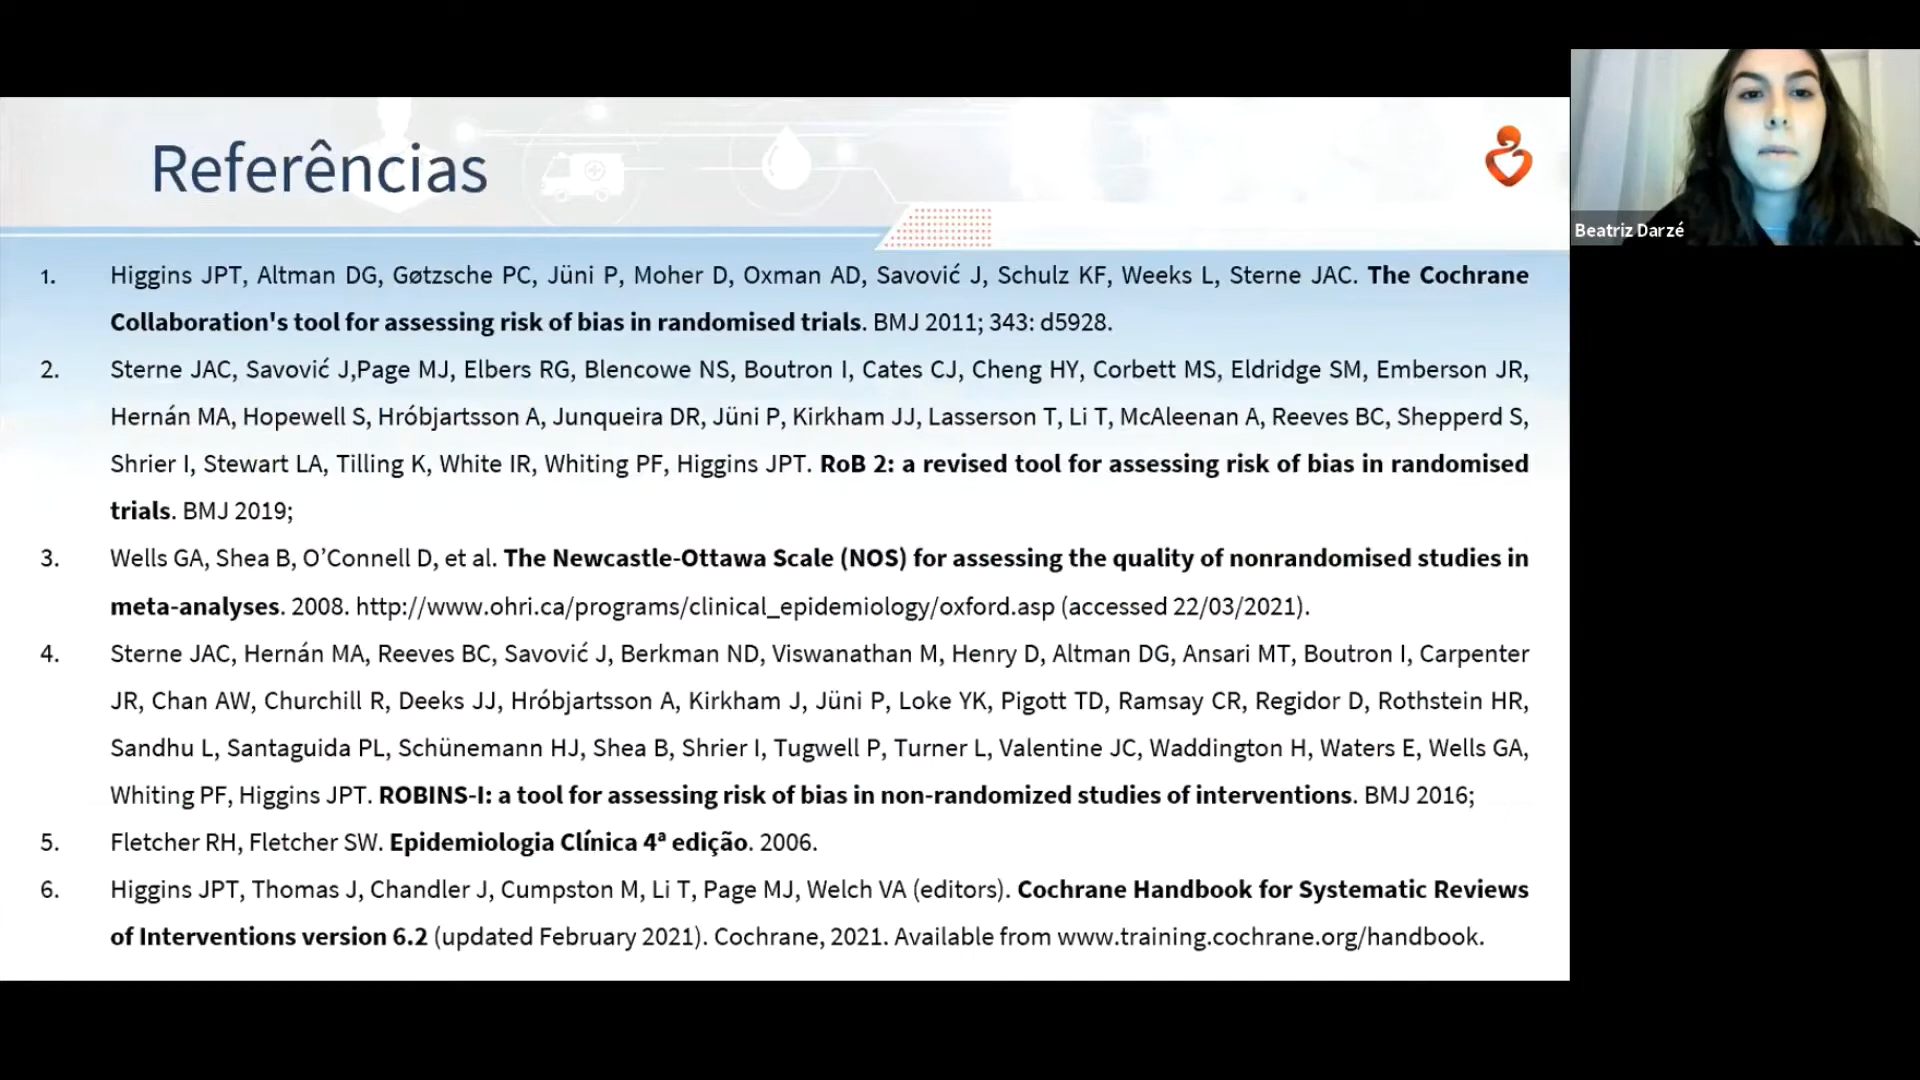 Referências
Beatriz Darzé
1. Higgins JPT, Altman DG, Gøtzsche PC, Jüni P, Moher D, Oxman AD, Savović J, Schulz KF, Weeks L, Sterne JAC. The Cochrane
Collaboration's tool for assessing risk of bias in randomised trials. BMJ 2011; 343: d5928.
2. Sterne JAC, Savović J,Page MJ, Elbers RG, Blencowe NS, Boutron I, Cates CJ, Cheng HY, Corbett MS, Eldridge SM, Emberson JR,
Hernán MA, Hopewell S, Hróbjartsson A, Junqueira DR, Jüni P, Kirkham JJ, Lasserson T, Li T, McAleenan A, Reeves BC, Shepperd S,
Shrier I, Stewart LA, Tilling K, White IR, Whiting PF, Higgins JPT. RoB 2: a revised tool for assessing risk of bias in randomised
trials. BMJ 2019;
3. Wells GA, Shea B, O’Connell D, et al. The Newcastle-Ottawa Scale (NOS) for assessing the quality of nonrandomised studies in
meta-analyses. 2008. http://www.ohri.ca/programs/clinical_epidemiology/oxford.asp (accessed 22/03/2021).
4. Sterne JAC, Hernán MA, Reeves BC, Savović J, Berkman ND, Viswanathan M, Henry D, Altman DG, Ansari MT, Boutron I, Carpenter
JR, Chan AW, Churchill R, Deeks JJ, Hróbjartsson A, Kirkham J, Jüni P, Loke YK, Pigott TD, Ramsay CR, Regidor D, Rothstein HR,
Sandhu L, Santaguida PL, Schünemann HJ, Shea B, Shrier I, Tugwell P, Turner L, Valentine JC, Waddington H, Waters E, Wells GA,
Whiting PF, Higgins JPT. ROBINS-I: a tool for assessing risk of bias in non-randomized studies of interventions. BMJ 2016;
5. Fletcher RH, Fletcher SW. Epidemiologia Clínica 4ª edição. 2006.
6. Higgins JPT, Thomas J, Chandler J, Cumpston M, Li T, Page MJ, Welch VA (editors). Cochrane Handbook for Systematic Reviews
of Interventions version 6.2 (updated February 2021). Cochrane, 2021. Available from www.training.cochrane.org/handbook.